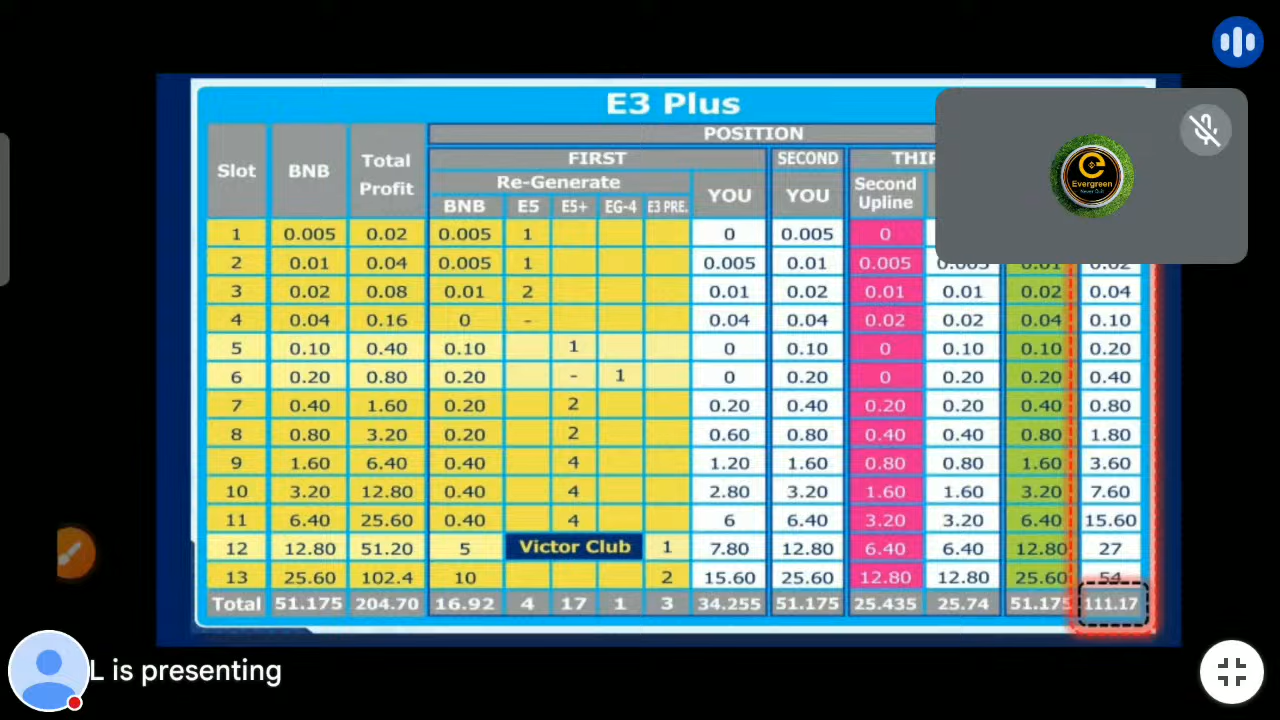 E3 Plus
POSITION
Slot BNB Total Profit FIRST SECOND
Re-Generate YOU YOU Second Upline
BNB E5 E5+ EG-4 E3 PRE.
1 0.005 0.02 0.005 1 0 0.005 0
2 0.01 0.04 0.005 1 0.005 0.01 0.005 0.005 0.01 0.02
3 0.02 0.08 0.01 2 0.01 0.02 0.01 0.01 0.02 0.04
4 0.04 0.16 0 - 0.04 0.04 0.02 0.02 0.04 0.10
5 0.10 0.40 0.10 1 0 0.10 0 0.10 0.10 0.20
6 0.20 0.80 0.20 - 1 0 0.20 0 0.20 0.20 0.40
7 0.40 1.60 0.20 2 0.20 0.40 0.20 0.20 0.40 0.80
8 0.80 3.20 0.20 2 0.60 0.80 0.40 0.40 0.80 1.80
9 1.60 6.40 0.40 4 1.20 1.60 0.80 0.80 1.60 3.60
10 3.20 12.80 0.40 4 2.80 3.20 1.60 1.60 3.20 7.60
11 6.40 25.60 0.40 4 6 6.40 3.20 3.20 6.40 15.60
12 12.80 51.20 5 Victor Club 1 7.80 12.80 6.40 6.40 12.80 27
13 25.60 102.4 10 2 15.60 25.60 12.80 12.80 25.60 54
Total 51.175 204.70 16.92 4 17 1 3 34.255 51.175 25.435 25.74 51.175 111.17
Evergreen
Never Quit
L is presenting